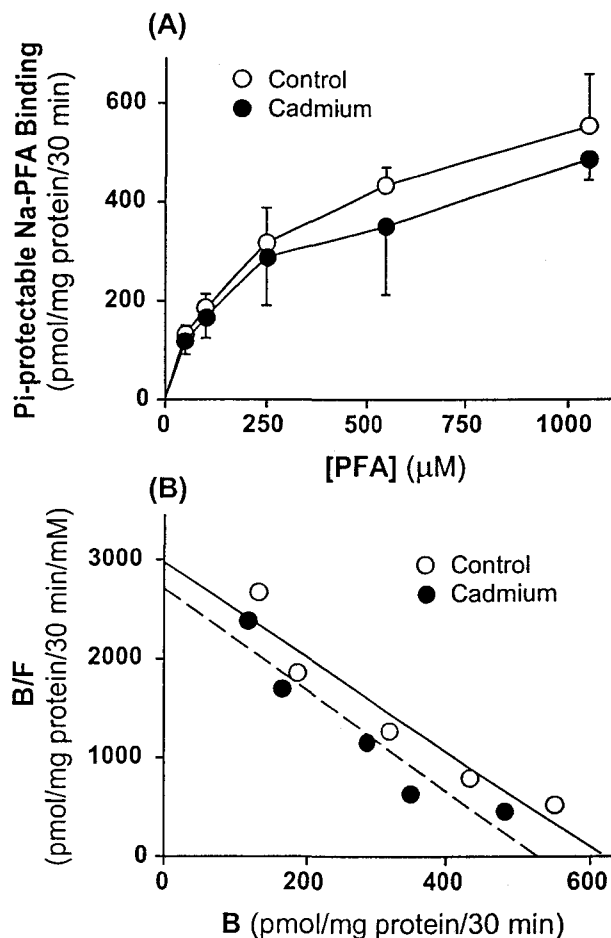 (A)
Pi-protectable Na-PFA Binding
(pmol/mg protein/30 min)
600
400
200
0
Control
Cadmium
0
250
500
750
1000
[PFA] (μM)
(B)
B/F
(pmol/mg protein/30 min/mM)
3000
2000
1000
0
Control
Cadmium
0
200
400
600
B (pmol/mg protein/30 min)